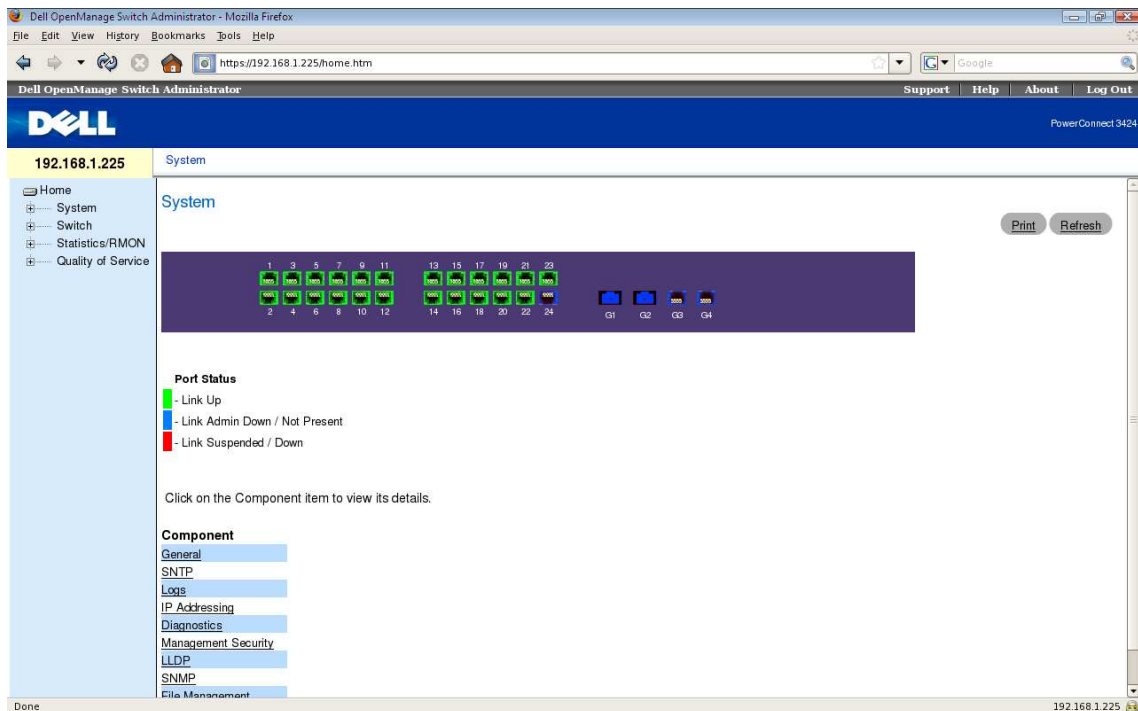 Dell OpenManage Switch Administrator - Mozilla Firefox
File Edit View History Bookmarks Tools Help
https://192.168.1.225/home.htm
G Google
Dell OpenManage Switch Administrator Support Help About Log Out
DELL
PowerConnect 3424
192.168.1.225
System
Home
System
Switch
Statistics/RMON
Quality of Service
System
Print Refresh
1 3 5 7 9 11 13 15 17 19 21 23
2 4 6 8 10 12 14 16 18 20 22 24 G1 G2 G3 G4
Port Status
- Link Up
- Link Admin Down / Not Present
- Link Suspended / Down
Click on the Component item to view its details.
Component
General
SNTP
Logs
IP Addressing
Diagnostics
Management Security
LLDP
SNMP
File Management
Done 192.168.1.225